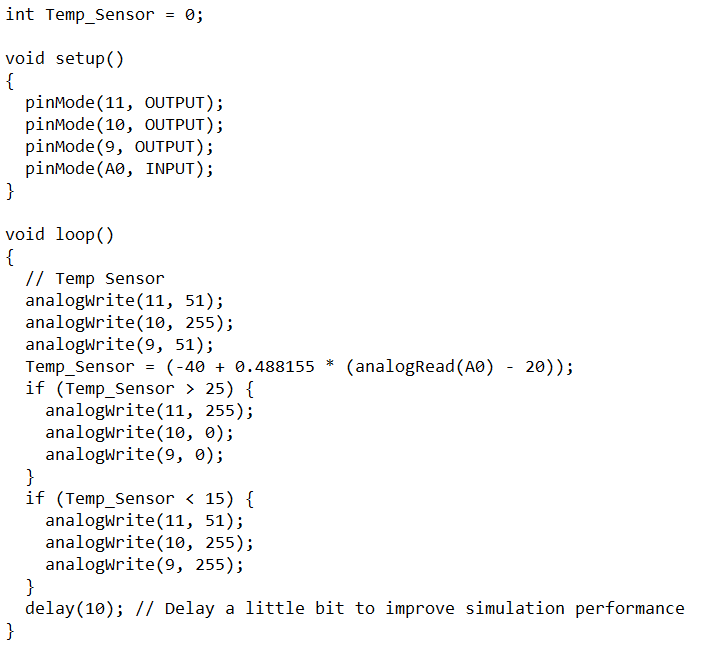 int Temp_Sensor = 0;

void setup()
{
  pinMode(11, OUTPUT);
  pinMode(10, OUTPUT);
  pinMode(9, OUTPUT);
  pinMode(A0, INPUT);
}

void loop()
{
  // Temp Sensor
  analogWrite(11, 51);
  analogWrite(10, 255);
  analogWrite(9, 51);
  Temp_Sensor = (-40 + 0.488155 * (analogRead(A0) - 20));
  if (Temp_Sensor > 25) {
    analogWrite(11, 255);
    analogWrite(10, 0);
    analogWrite(9, 0);
  }
  if (Temp_Sensor < 15) {
    analogWrite(11, 51);
    analogWrite(10, 255);
    analogWrite(9, 255);
  }
  delay(10); // Delay a little bit to improve simulation performance
}